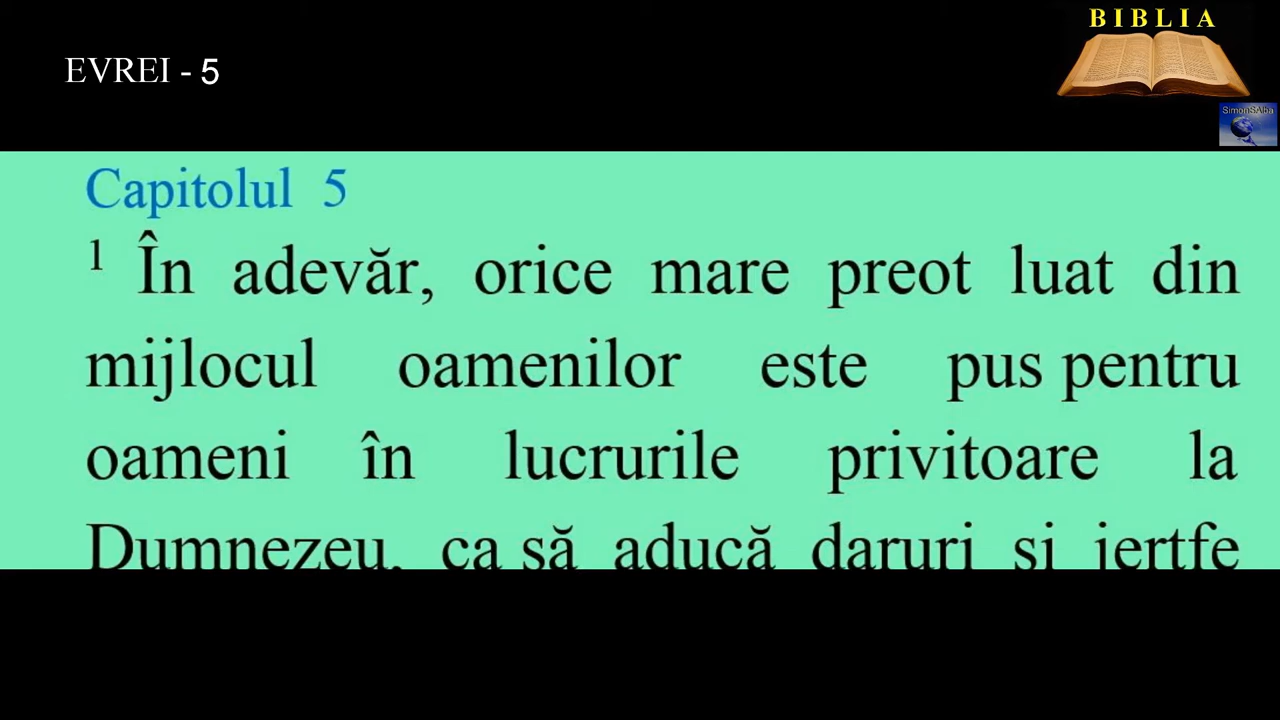 BIBLIA
EVREI - 5
SimonSAlba
Capitolul 5
1 În adevăr, orice mare preot luat din
mijlocul oamenilor este pus pentru
oameni în lucrurile privitoare la
Dumnezeu, ca să aducă daruri și jertfe